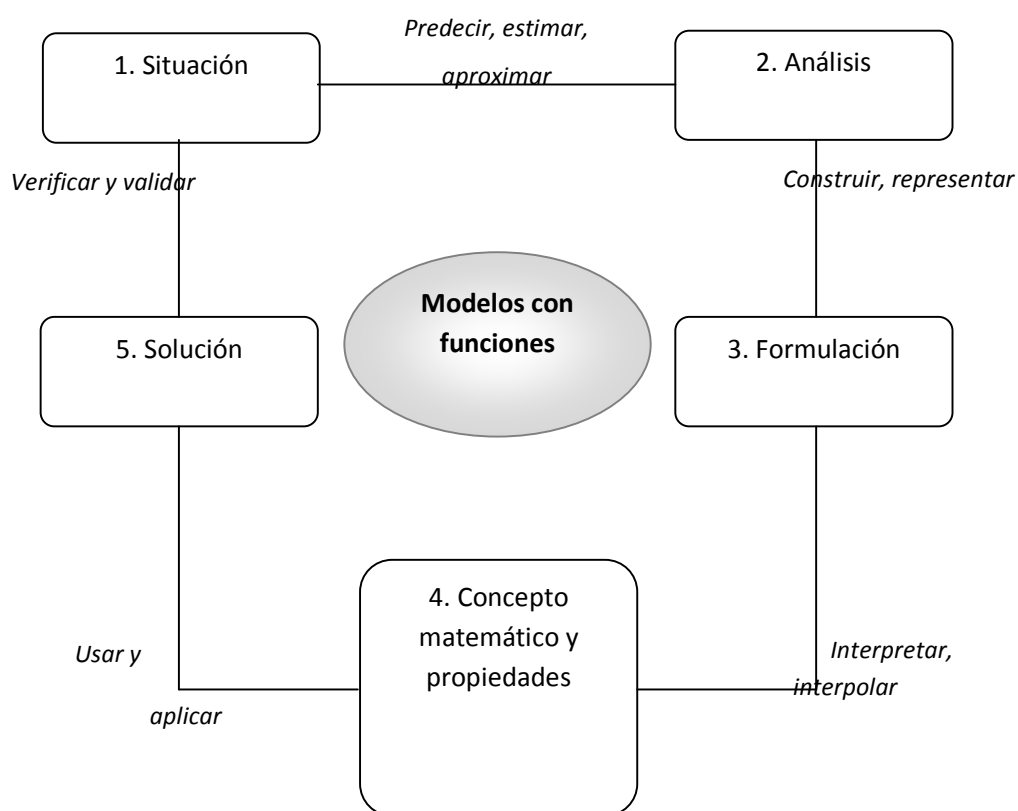 Predecir, estimar,
aproximar
1. Situación
2. Análisis
Verificar y validar
Construir, representar
Modelos con
funciones
5. Solución
3. Formulación
4. Concepto
matemático y
propiedades
Usar y
aplicar
Interpretar,
interpolar